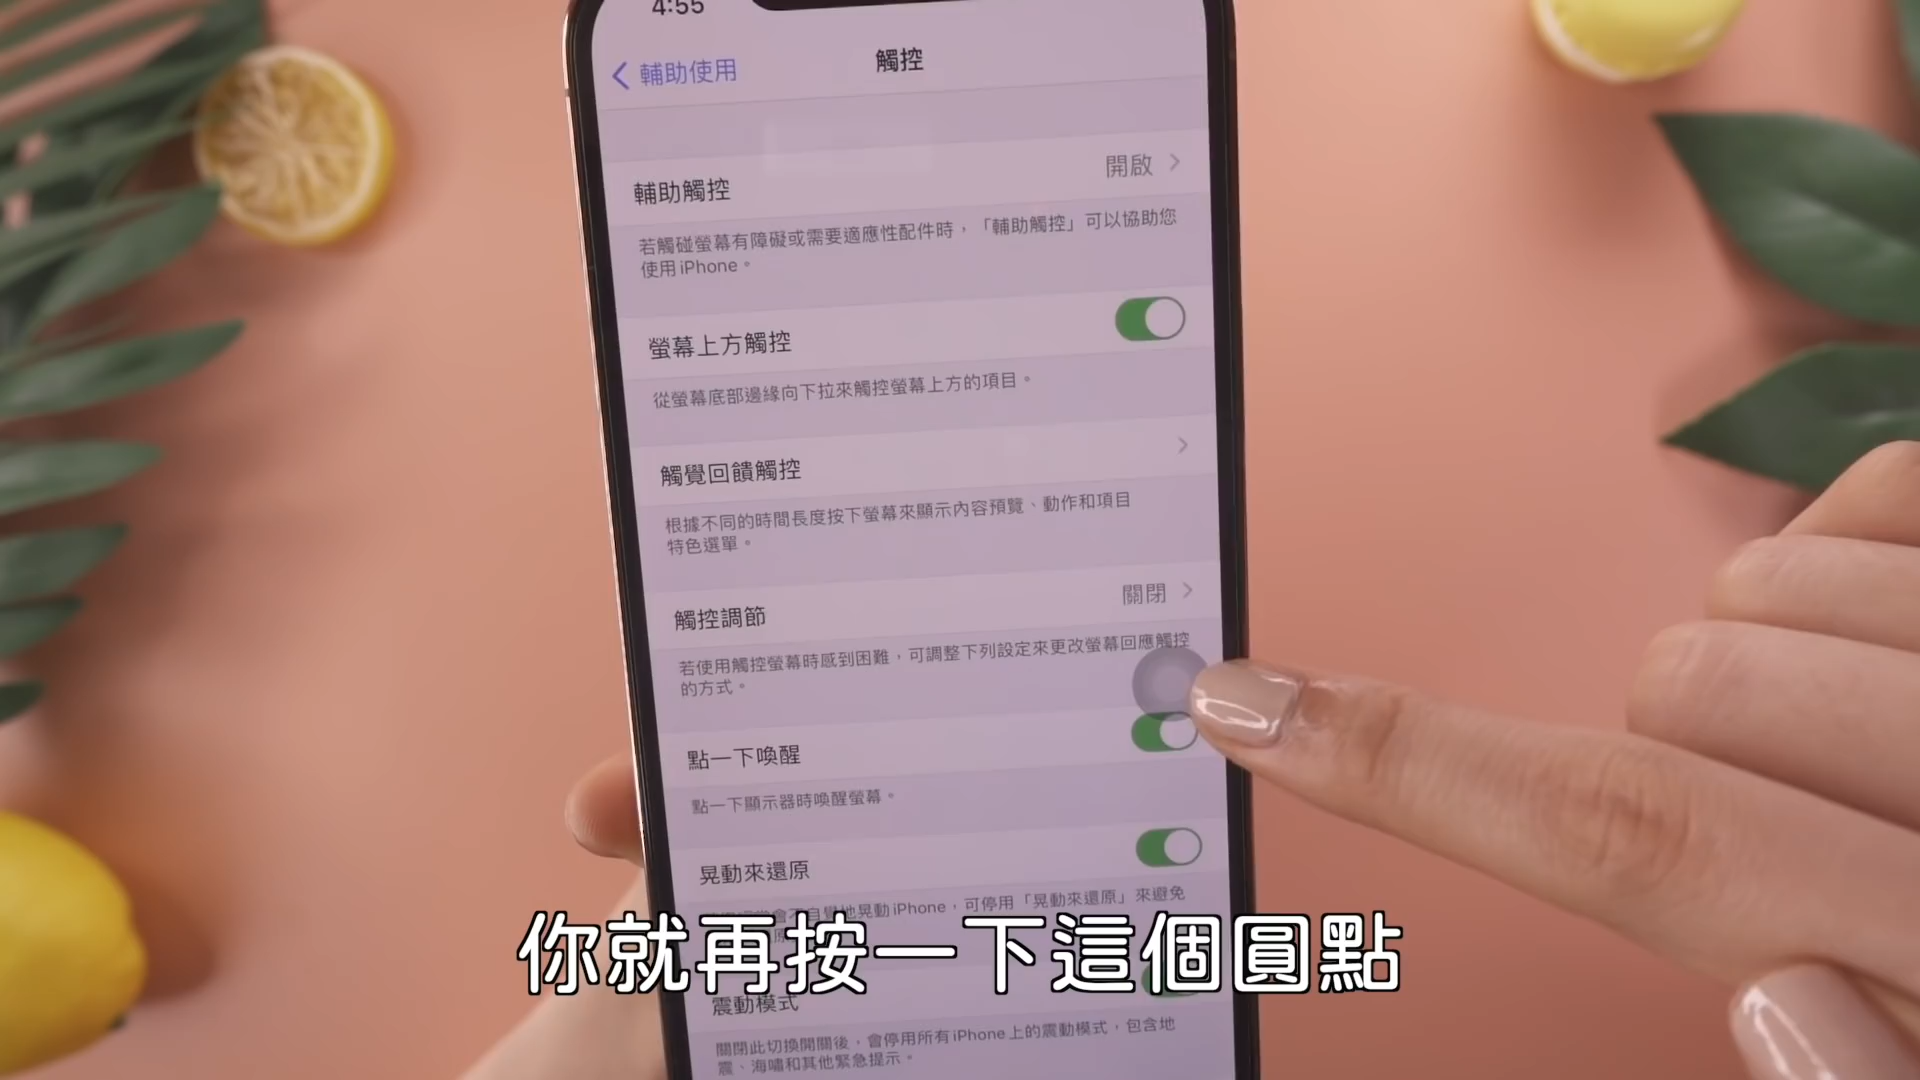 4:55
輔助使用
觸控
輔助觸控
開啟
若觸碰螢幕有障礙或需要適應性配件時，「輔助觸控」可以協助您
使用 iPhone。
螢幕上方觸控
從螢幕底部邊緣向下拉來觸控螢幕上方的項目。
觸覺回饋觸控
根據不同的時間長度按下螢幕來顯示內容預覽、動作和項目
特色選單。
觸控調節
關閉
若使用觸控螢幕時感到困難，可調整下列設定來更改螢幕回應觸控
的方式。
點一下喚醒
點一下顯示器時喚醒螢幕。
晃動來還原
會不自覺地晃動 iPhone，可停用「晃動來還原」來避免
你就再按一下這個圓點
震動模式
關閉此切換開關後，會停用所有 iPhone 上的震動模式，包含地
震、海嘯和其他緊急提示。